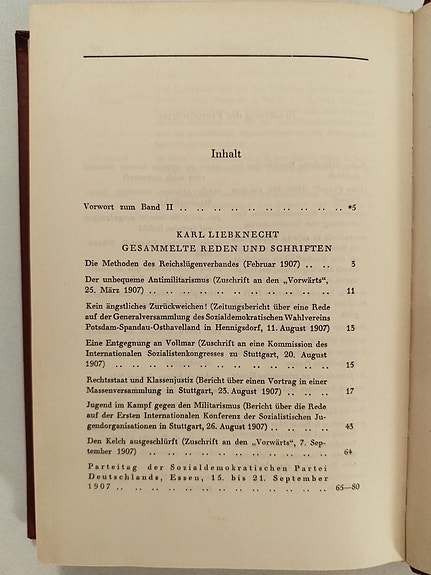 Inhalt
Vorwort zum Band II .. .. .. .. .. .. .. .. .. .. .. .. *5
KARL LIEBKNECHT
GESAMMELTE REDEN UND SCHRIFTEN
Die Methoden des Reichslügenverbandes (Februar 1907) .. .. 3
Der unbequeme Antimilitarismus (Zuschrift an den „Vorwärts“,
25. März 1907) .. .. .. .. .. .. .. .. .. .. .. .. .. 11
Kein ängstliches Zurückweichen! (Zeitungsbericht über eine Rede
auf der Generalversammlung des Sozialdemokratischen Wahlvereins
Potsdam-Spandau-Osthavelland in Hennigsdorf, 11. August 1907) 13
Eine Entgegnung an Vollmar (Zuschrift an eine Kommission des
Internationalen Sozialistenkongresses zu Stuttgart, 20. August
1907) .. .. .. .. .. .. .. .. .. .. .. .. .. .. .. 15
Rechtsstaat und Klassenjustiz (Bericht über einen Vortrag in einer
Massenversammlung in Stuttgart, 23. August 1907) .. .. .. 17
Jugend im Kampf gegen den Militarismus (Bericht über die Rede
auf der Ersten Internationalen Konferenz der Sozialistischen Ju-
gendorganisationen in Stuttgart, 26. August 1907) .. .. .. .. 43
Den Kelch ausgeschlürft (Zuschrift an den „Vorwärts“, 7. Sep-
tember 1907) .. .. .. .. .. .. .. .. .. .. .. .. .. 64
Parteitag der Sozialdemokratischen Partei
Deutschlands, Essen, 15. bis 21. September
1907 .. .. .. .. .. .. .. .. .. .. .. .. .. .. 65—80